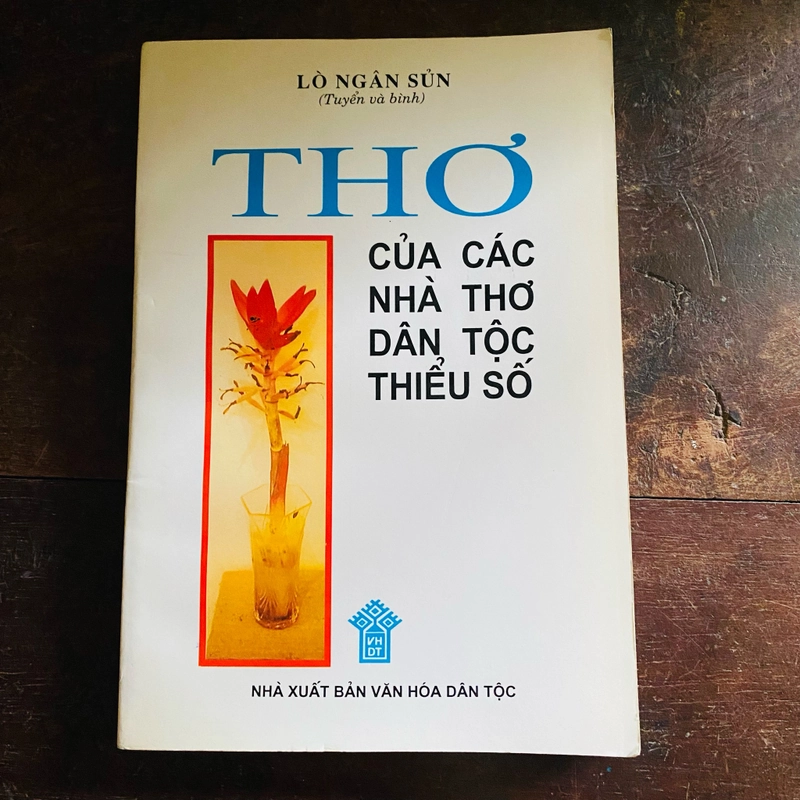 LÒ NGÂN SỦN
(Tuyển và bình)
THƠ
CỦA CÁC
NHÀ THƠ
DÂN TỘC
THIỂU SỐ
VH
DT
NHÀ XUẤT BẢN VĂN HÓA DÂN TỘC